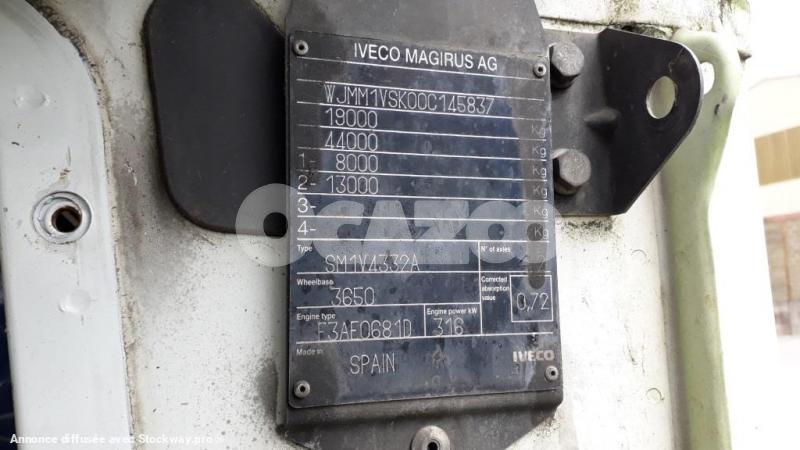 IVECO MAGIRUS AG
WJMM1VSK00C145837
19000 Kg
44000 Kg
1- 8000 Kg
2- 13000 Kg
3- Kg
4- Kg
Type N° of axles
SM1V4332A
Wheelbase Corrected absorption value
3650 0,72
Engine type Engine power kW
F3AE0681D 316
Made in
SPAIN IVECO
OCAZOO
Annonce diffusée avec Stockway.pro